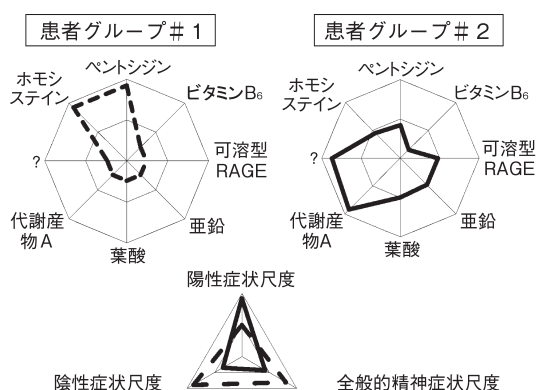 患者グループ＃1
ペントシジン
ホモシ
ステイン
ビタミンB₆
?
可溶型
RAGE
代謝産
物A
亜鉛
葉酸
患者グループ＃2
ペントシジン
ホモシ
ステイン
ビタミンB₆
?
可溶型
RAGE
代謝産
物A
亜鉛
葉酸
陽性症状尺度
陰性症状尺度
全般的精神症状尺度